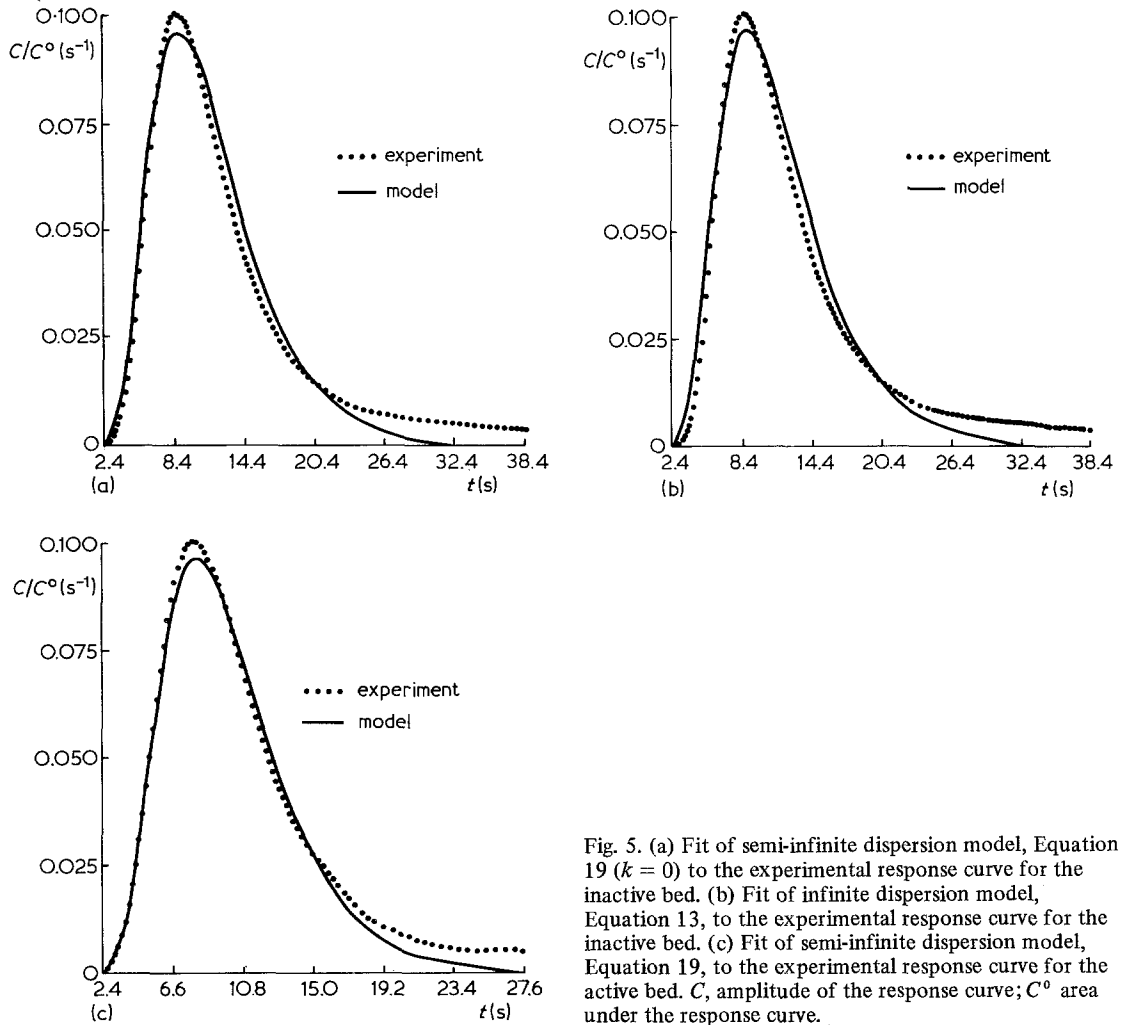 0.100
C/C⁰ (s⁻¹)
0.075
0.050
0.025
0
2.4 8.4 14.4 20.4 26.4 32.4 38.4
(a)
t (s)
experiment
model
0.100
C/C⁰ (s⁻¹)
0.075
0.050
0.025
0
2.4 8.4 14.4 20.4 26.4 32.4 38.4
(b)
t (s)
experiment
model
0.100
C/C⁰ (s⁻¹)
0.075
0.050
0.025
0
2.4 6.6 10.8 15.0 19.2 23.4 27.6
(c)
t (s)
experiment
model
Fig. 5. (a) Fit of semi-infinite dispersion model, Equation
19 (k = 0) to the experimental response curve for the
inactive bed. (b) Fit of infinite dispersion model,
Equation 13, to the experimental response curve for the
inactive bed. (c) Fit of semi-infinite dispersion model,
Equation 19, to the experimental response curve for the
active bed. C, amplitude of the response curve; C⁰ area
under the response curve.